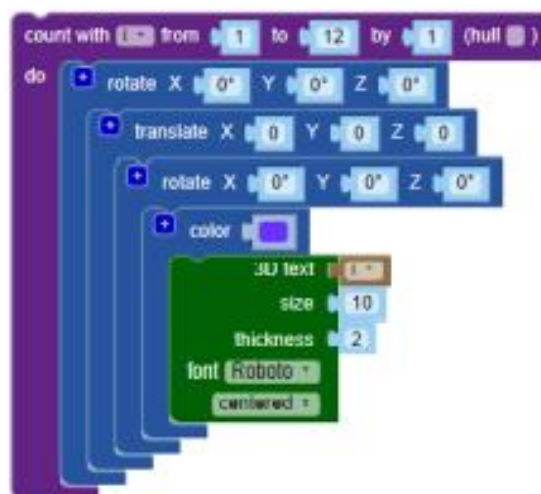 count with i from 1 to 12 by 1 (hull )
do
rotate X 0° Y 0° Z 0°
translate X 0 Y 0 Z 0
rotate X 0° Y 0° Z 0°
color
3D text i
size 10
thickness 2
font Roboto
centered